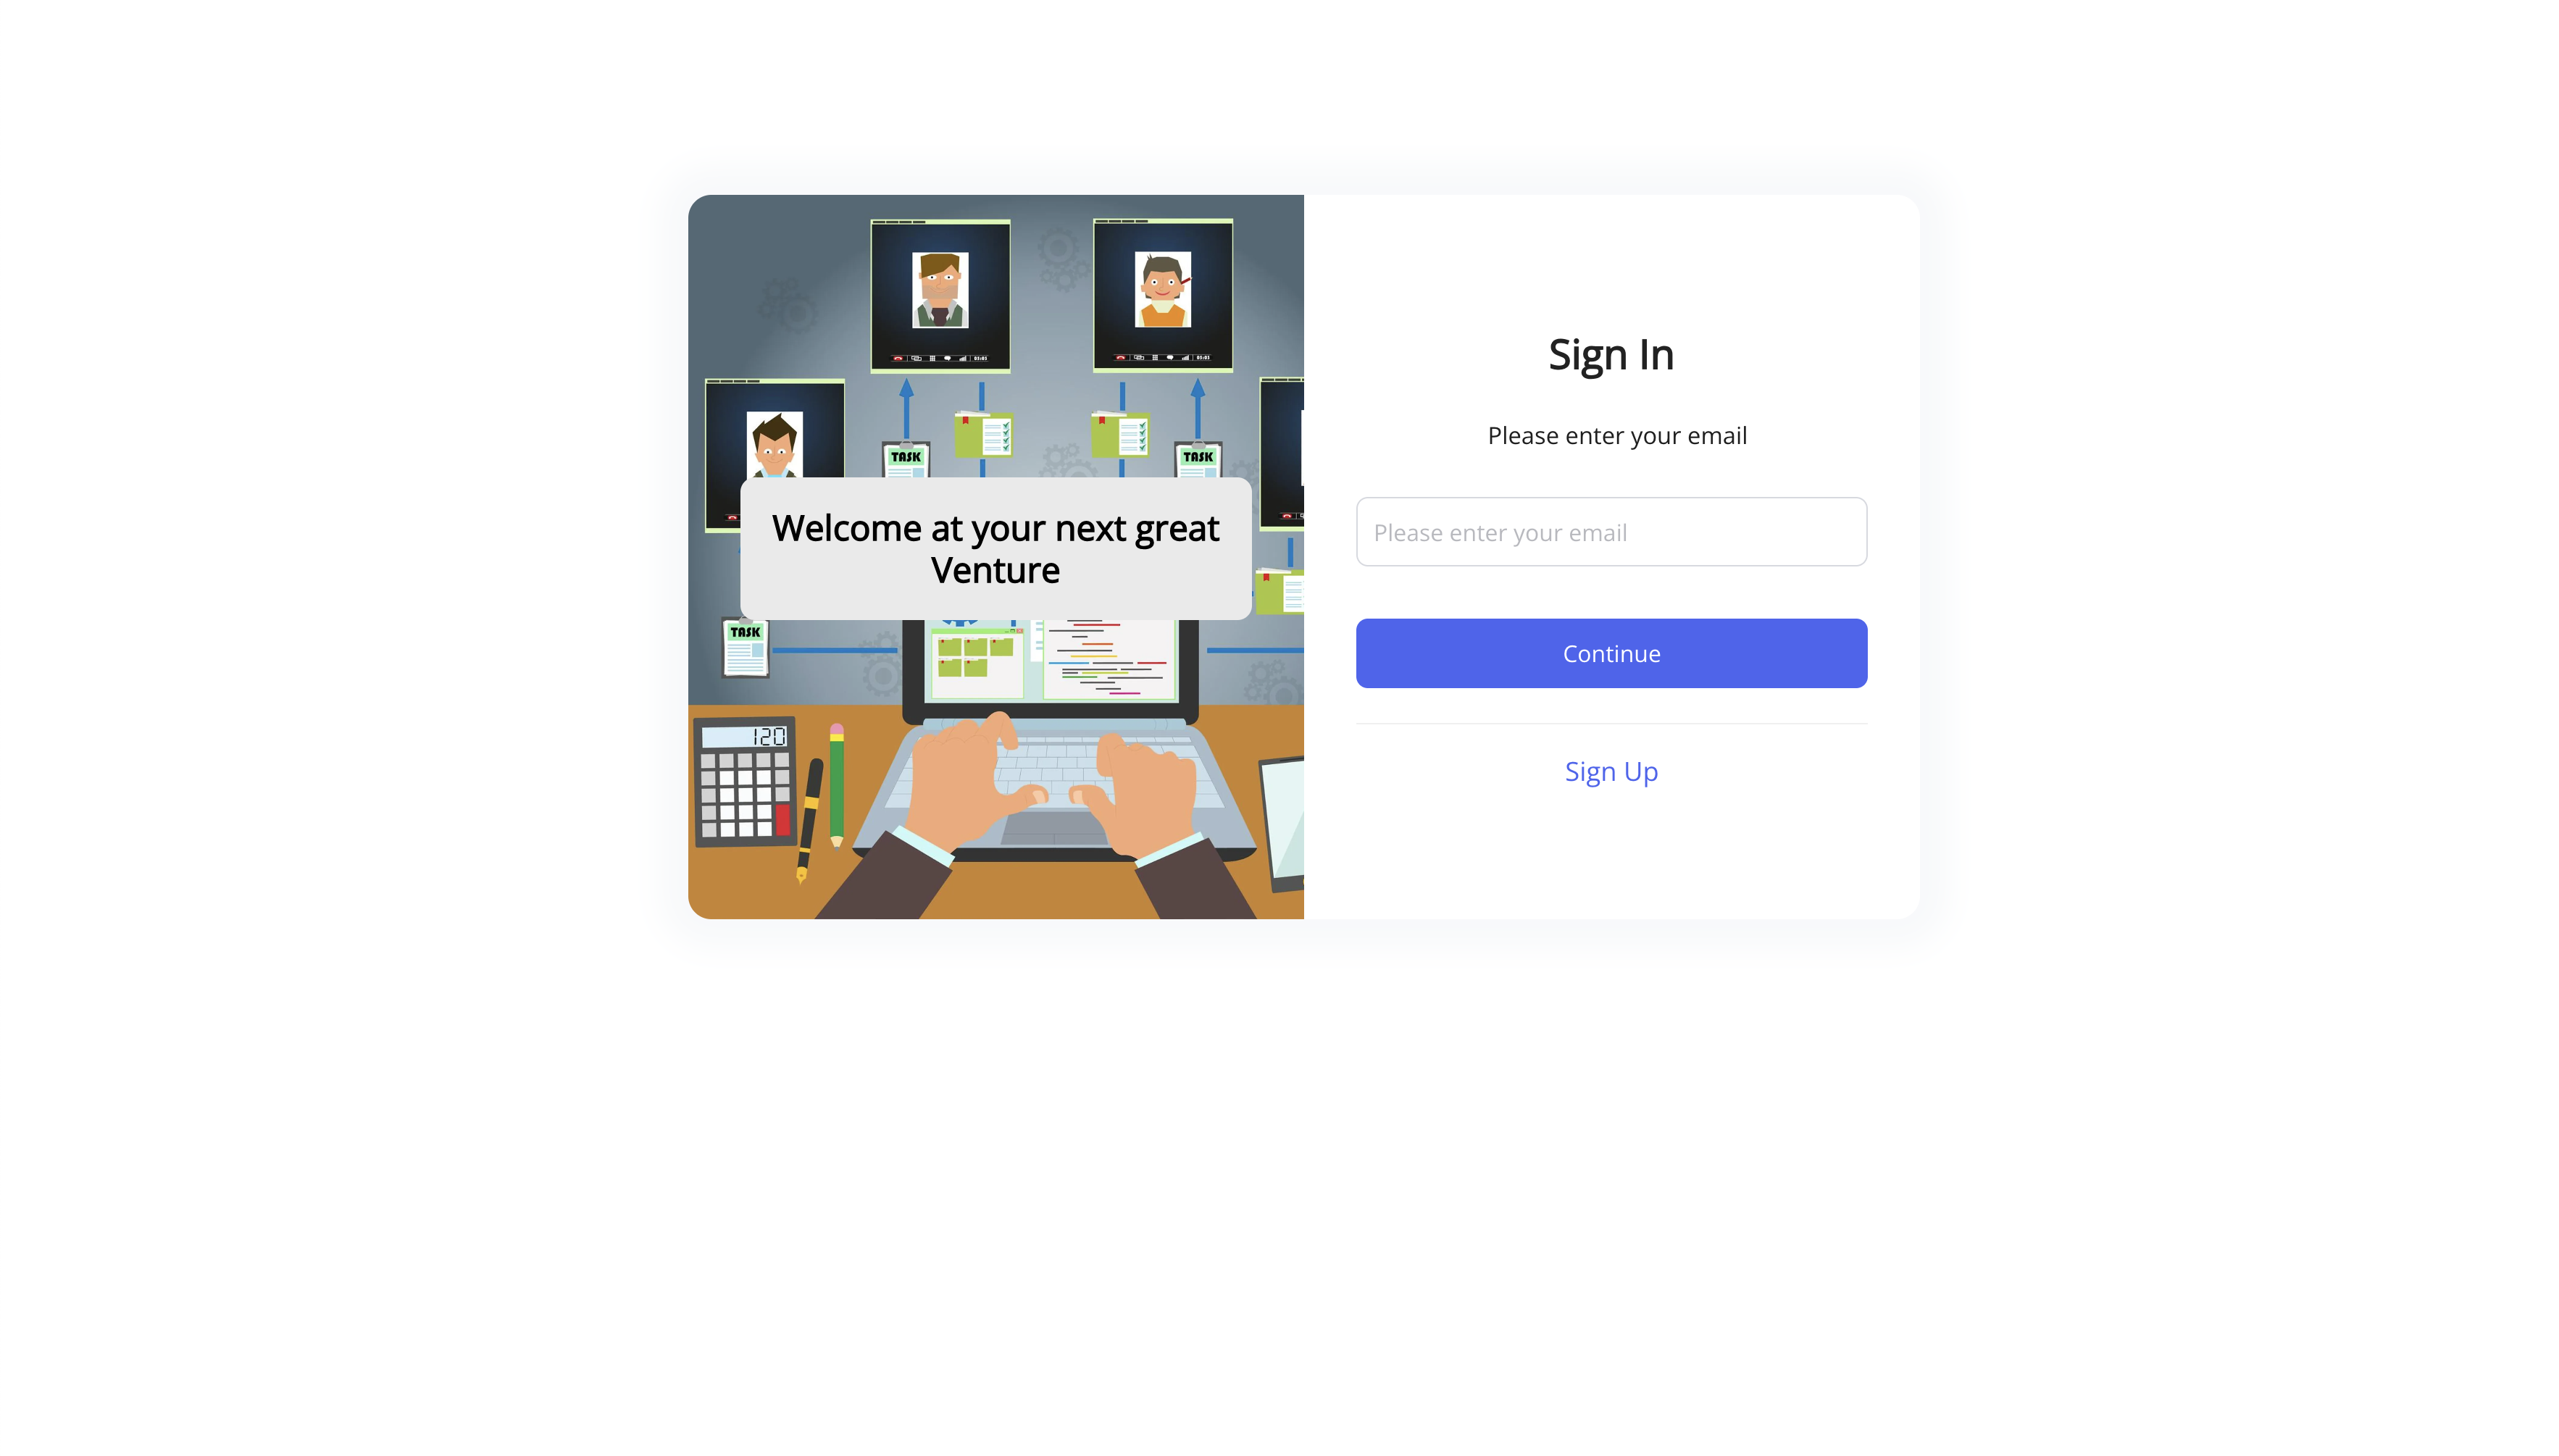 TASK
TASK
Welcome at your next great
Venture
TASK
120
Sign In
Please enter your email
Please enter your email
Continue
Sign Up